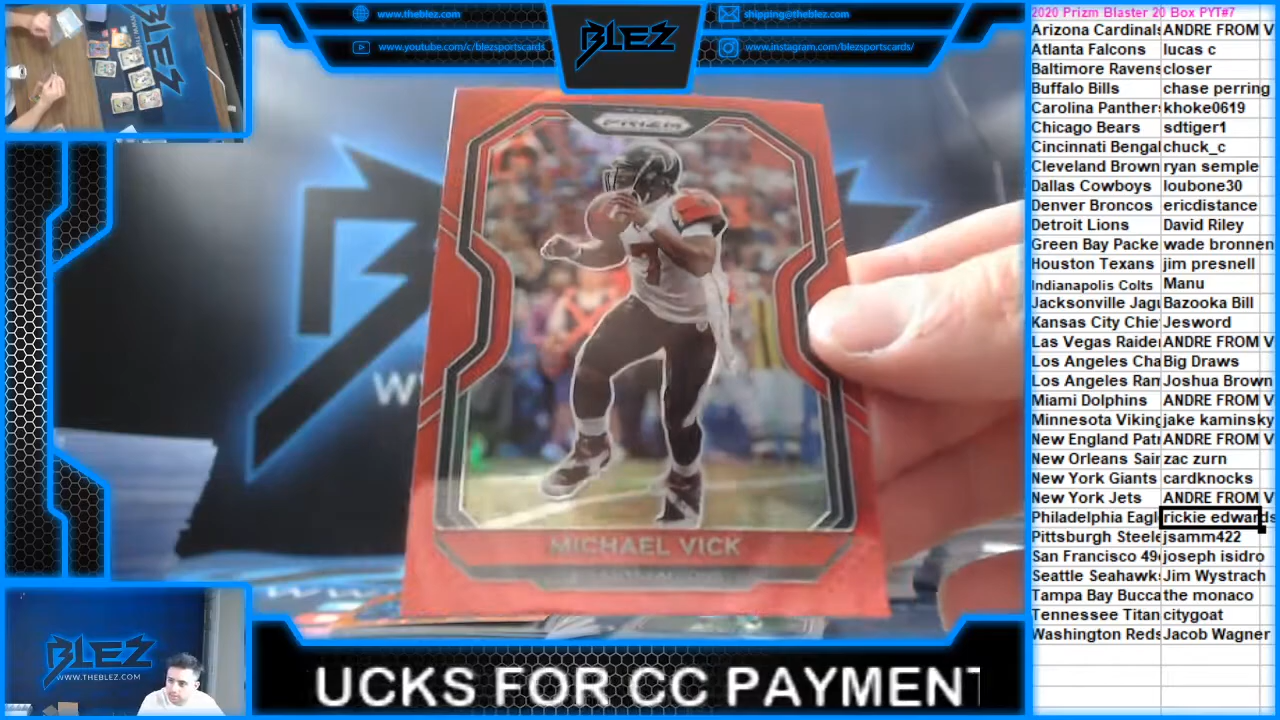 www.theblez.com
shipping@theblez.com
www.youtube.com/c/blezsportscards
www.instagram.com/blezsportscards/
BLEZ
PRIZM
7
MICHAEL VICK
W
BLEZ
WWW.THEBLEZ.COM
UCKS FOR CC PAYMENT
2020 Prizm Blaster 20 Box PYT#7
Arizona Cardinals ANDRE FROM V
Atlanta Falcons lucas c
Baltimore Ravens closer
Buffalo Bills chase perring
Carolina Panther khoke0619
Chicago Bears sdtiger1
Cincinnati Bengal chuck_c
Cleveland Brown ryan semple
Dallas Cowboys loubone30
Denver Broncos ericdistance
Detroit Lions David Riley
Green Bay Packe wade bronnen
Houston Texans jim presnell
Indianapolis Colts Manu
Jacksonville Jagu Bazooka Bill
Kansas City Chie Jesword
Las Vegas Raider ANDRE FROM V
Los Angeles Cha Big Draws
Los Angeles Ram Joshua Brown
Miami Dolphins ANDRE FROM V
Minnesota Viking jake kaminsky
New England Patr ANDRE FROM V
New Orleans Sain zac zurn
New York Giants cardknocks
New York Jets ANDRE FROM V
Philadelphia Eagl rickie edwards
Pittsburgh Steele jsamm422
San Francisco 49 joseph isidro
Seattle Seahawks Jim Wystrach
Tampa Bay Bucca the monaco
Tennessee Titan citygoat
Washington Reds Jacob Wagner